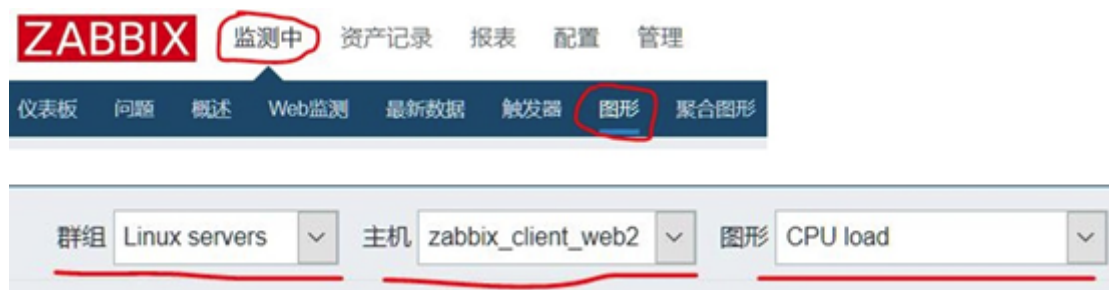 ZABBIX 监测中 资产记录 报表 配置 管理
仪表板 问题 概述 Web监测 最新数据 触发器 图形 聚合图形
群组 Linux servers 主机 zabbix_client_web2 图形 CPU load